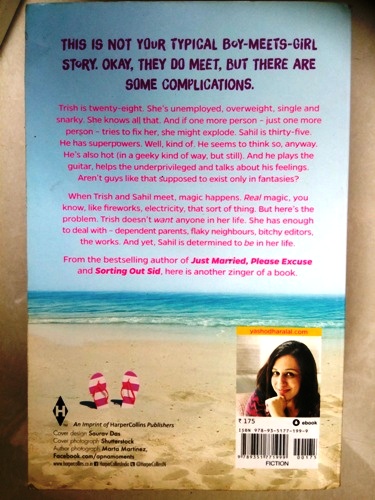 THIS IS NOT YOUR TYPICAL BOY-MEETS-GIRL
STORY. OKAY, THEY DO MEET, BUT THERE ARE
SOME COMPLICATIONS.
Trish is twenty-eight. She's unemployed, overweight, single and
snarky. She knows all that. And if one more person – just one more
person – tries to fix her, she might explode. Sahil is thirty-five.
He has superpowers. Well, kind of. He seems to think so, anyway.
He's also hot (in a geeky kind of way, but still). And he plays the
guitar, helps the underprivileged and talks about his feelings.
Aren't guys like that supposed to exist only in fantasies?
When Trish and Sahil meet, magic happens. Real magic, you
know, like fireworks, electricity, that sort of thing. But here's the
problem. Trish doesn't want anyone in her life. She has enough
to deal with – dependent parents, flaky neighbours, bitchy editors,
the works. And yet, Sahil is determined to be in her life.
From the bestselling author of Just Married, Please Excuse
and Sorting Out Sid, here is another zinger of a book.
yashodharalal.com
H
An Imprint of HarperCollins Publishers
Cover design Sourav Das
Cover photograph Shutterstock
Author photograph Marta Martinez,
Facebook.com/apnamoments
www.harpercollins.co.in HarperCollinsIndia @HarperCollinsIN
₹ 175
ebook
ISBN 978-93-5177-199-9
9789351771999
00175
FICTION